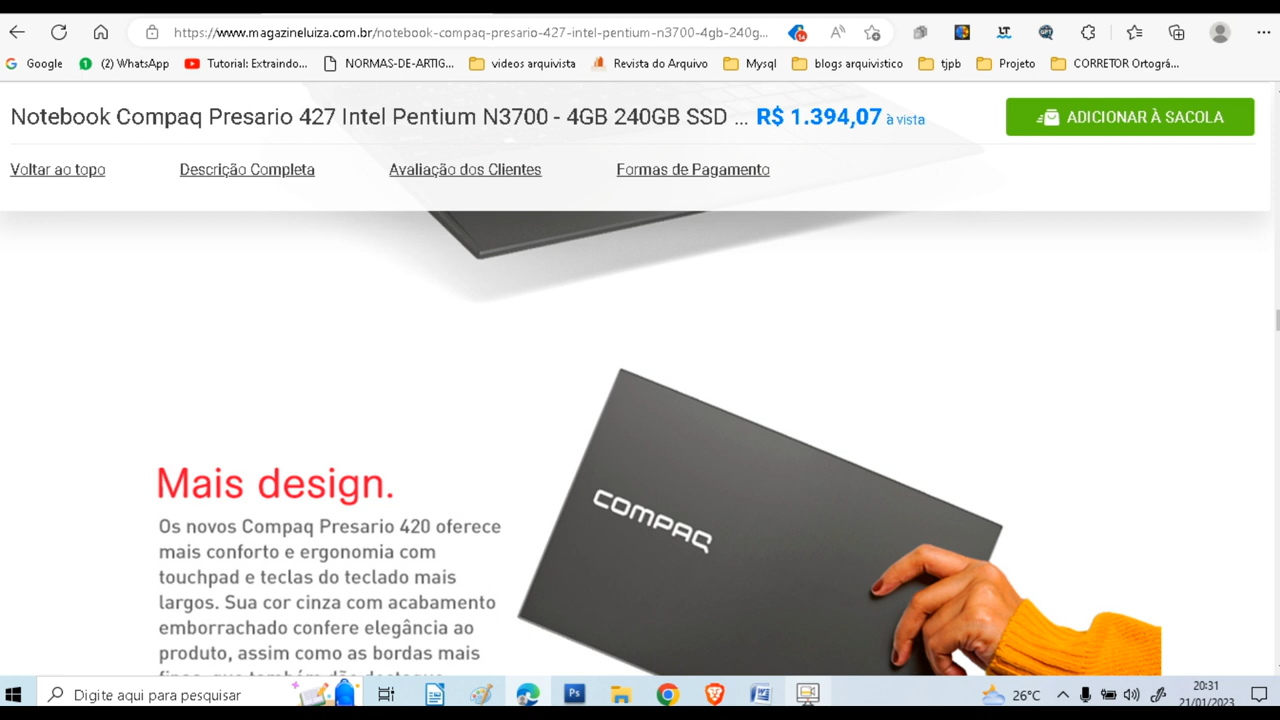 https://www.magazineluiza.com.br/notebook-compaq-presario-427-intel-pentium-n3700-4gb-240g...
14
Google
(2) WhatsApp
Tutorial: Extraindo...
NORMAS-DE-ARTIG...
videos arquivista
Revista do Arquivo
Mysql
blogs arquivistico
tjpb
Projeto
CORRETOR Ortográ...
Notebook Compaq Presario 427 Intel Pentium N3700 - 4GB 240GB SSD ... R$ 1.394,07 à vista
ADICIONAR À SACOLA
Voltar ao topo
Descrição Completa
Avaliação dos Clientes
Formas de Pagamento
COMPAQ
Mais design.
Os novos Compaq Presario 420 oferece
mais conforto e ergonomia com
touchpad e teclas do teclado mais
largos. Sua cor cinza com acabamento
emborrachado confere elegância ao
produto, assim como as bordas mais
Digite aqui para pesquisar
26°C
20:31
21/01/2023